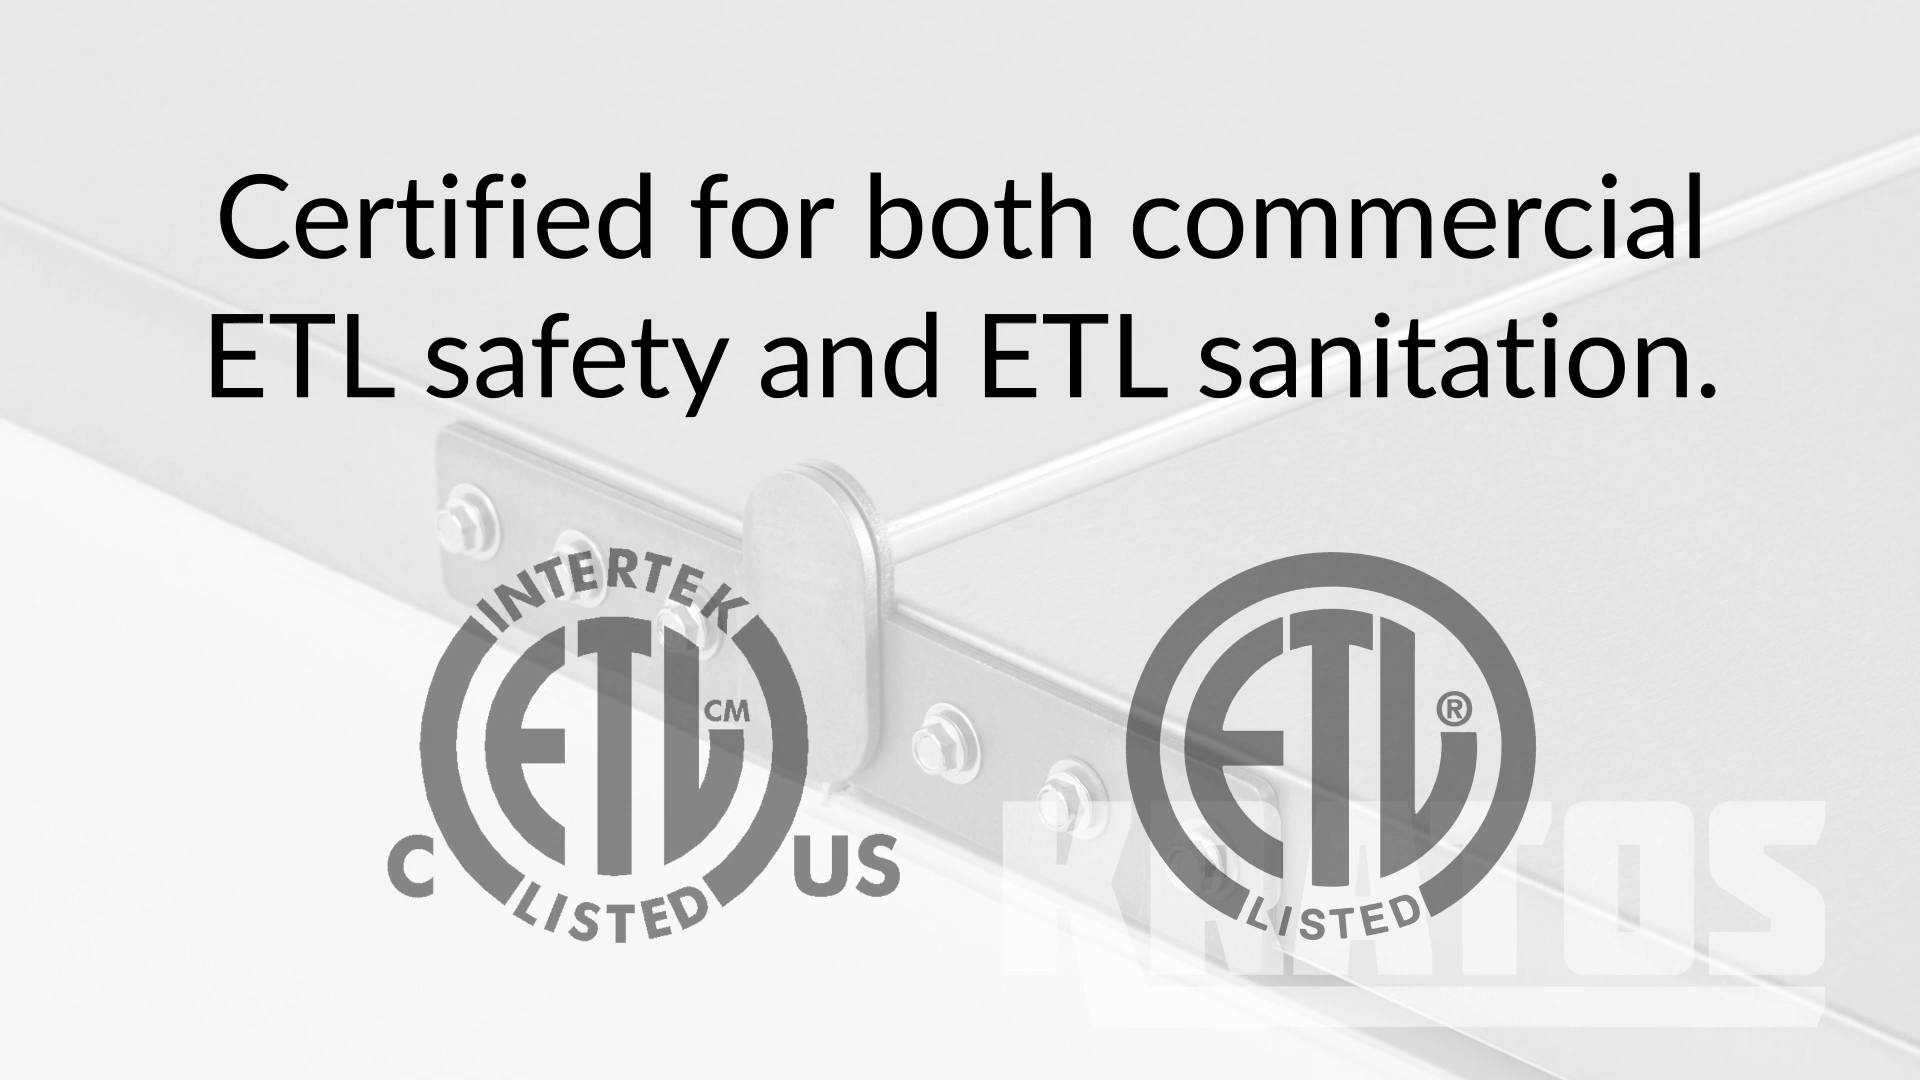 Certified for both commercial
ETL safety and ETL sanitation.
INTERTEK
ETL CM
C US
LISTED
ETL ®
LISTED
KRATOS